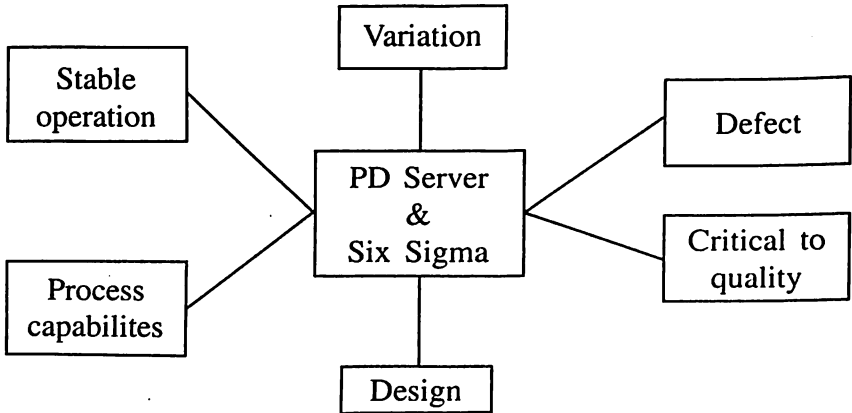 Variation
Stable
operation
Defect
PD Server
&
Six Sigma
Critical to
quality
Process
capabilites
Design